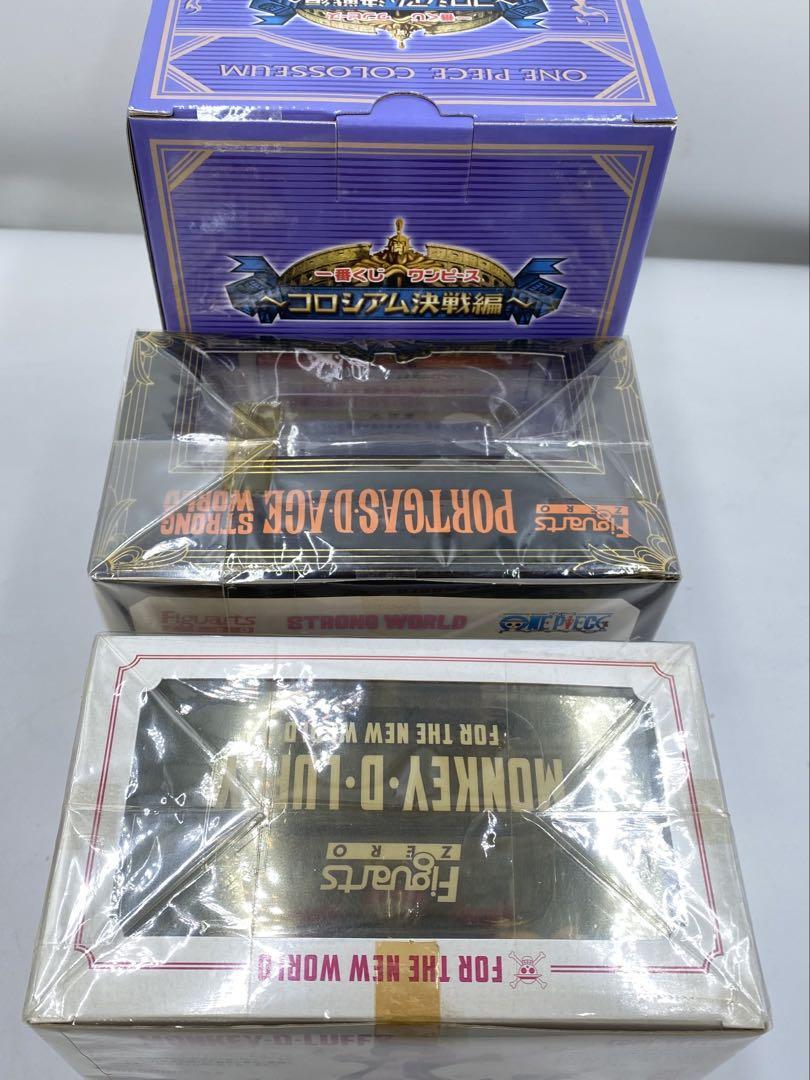 ONE PIECE COLOSSEUM
一番くじ ワンピース
～コロシアム決戦編～
PORTGAS・D・ACE
STRONG WORLD
Figuarts ZERO
Figuarts ZERO
STRONG WORLD
ONE PIECE
MONKEY・D・LUFFY
FOR THE NEW WORLD
Figuarts ZERO
FOR THE NEW WORLD
MONKEY・D・LUFFY